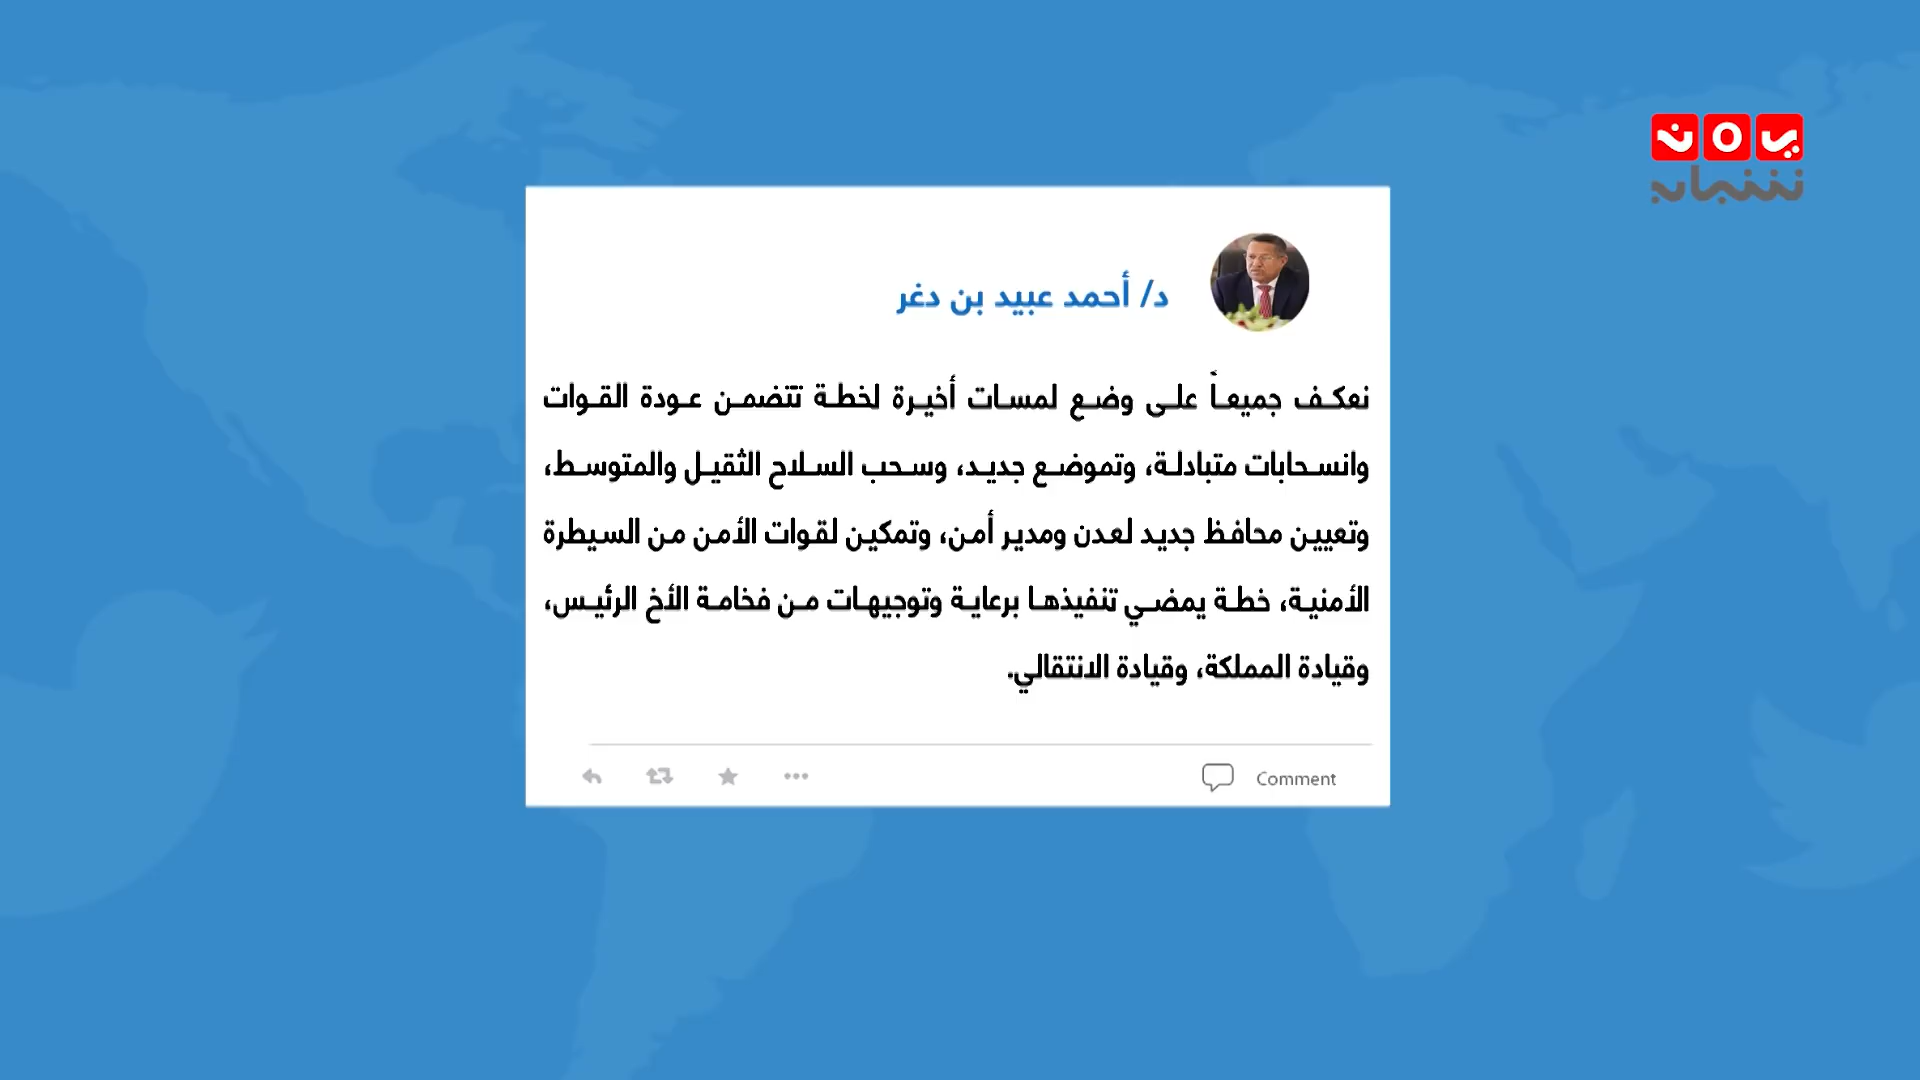 يمن
شباب
د/ أحمد عبيد بن دغر
نعكف جميعاً على وضع لمسات أخيرة لخطة تتضمن عودة القوات
وانسحابات متبادلة، وتموضع جديد، وسحب السلاح الثقيل والمتوسط،
وتعيين محافظ جديد لعدن ومدير أمن، وتمكين لقوات الأمن من السيطرة
الأمنية، خطة يمضي تنفيذها برعاية وتوجيهات من فخامة الأخ الرئيس،
وقيادة المملكة، وقيادة الانتقالي.
Comment